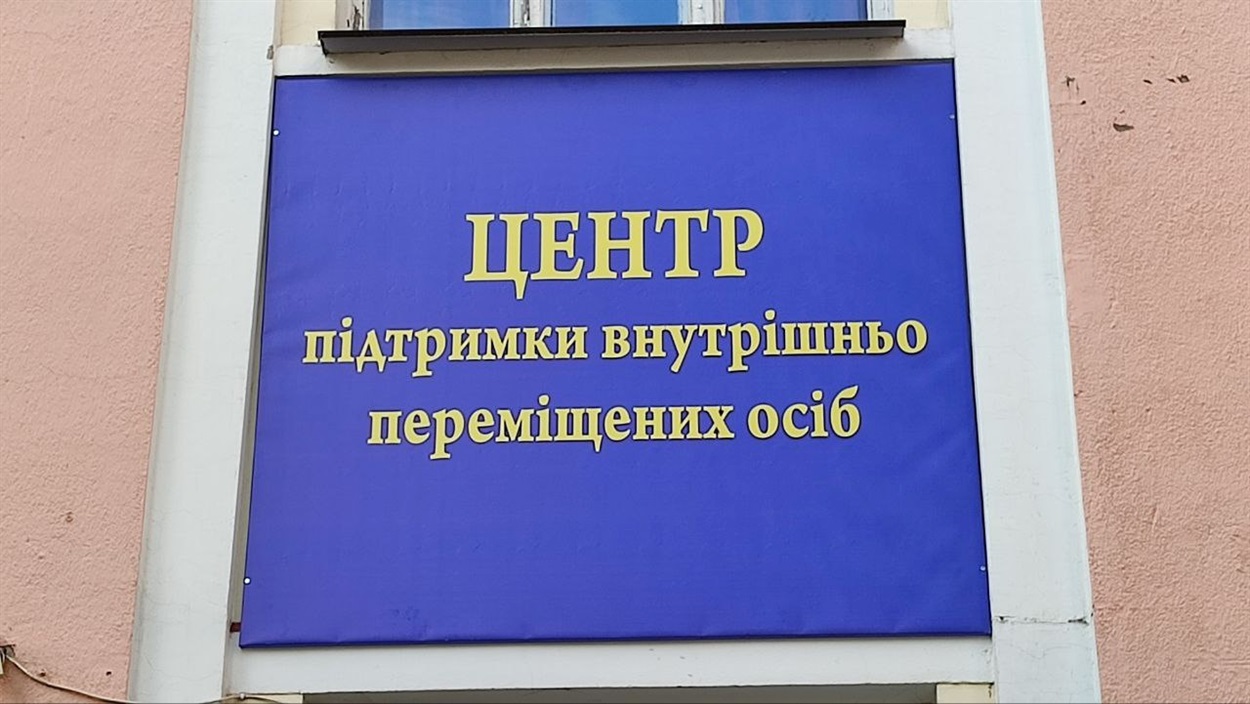 ЦЕНТР
підтримки внутрішньо
переміщених осіб